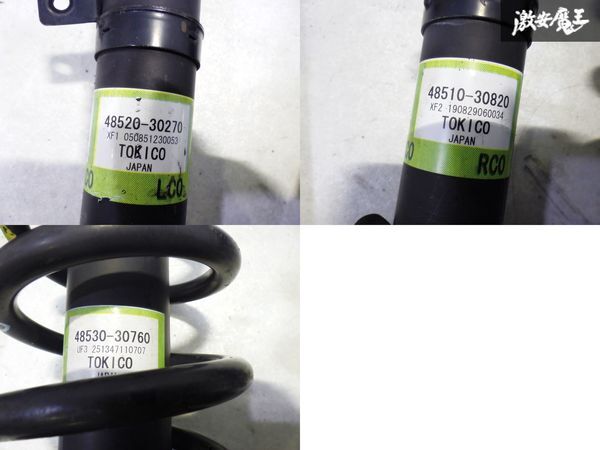 激安魔王
48520-30270
XF1 050851230053
TOKICO
JAPAN
LCO
48510-30820
XF2 190829060034
TOKICO
JAPAN
RCO
48530-30760
UF3 251347110707
TOKICO
JAPAN